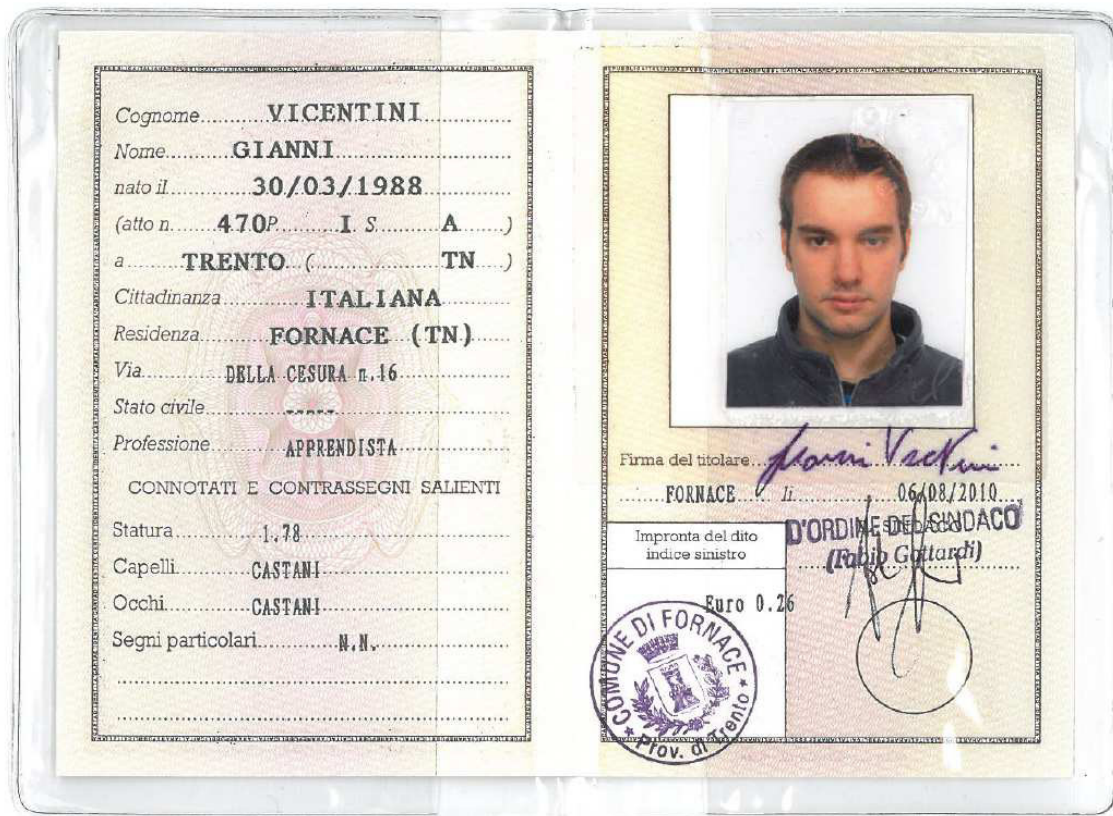 Cognome VICENTINI
Nome GIANNI
nato il 30/03/1988
(atto n. 470 P. I S. A )
a TRENTO ( TN )
Cittadinanza ITALIANA
Residenza FORNACE (TN)
Via DELLA CESURA n.16
Stato civile -----
Professione APPRENDISTA
CONNOTATI E CONTRASSEGNI SALIENTI
Statura 1.78
Capelli CASTANI
Occhi CASTANI
Segni particolari N.N.
Firma del titolare
FORNACE li 06/08/2010
Impronta del dito
indice sinistro
D'ORDINE DEL SINDACO
(Fabio Gottardi)
Euro 0.26
COMUNE DI FORNACE
Prov. di Trento